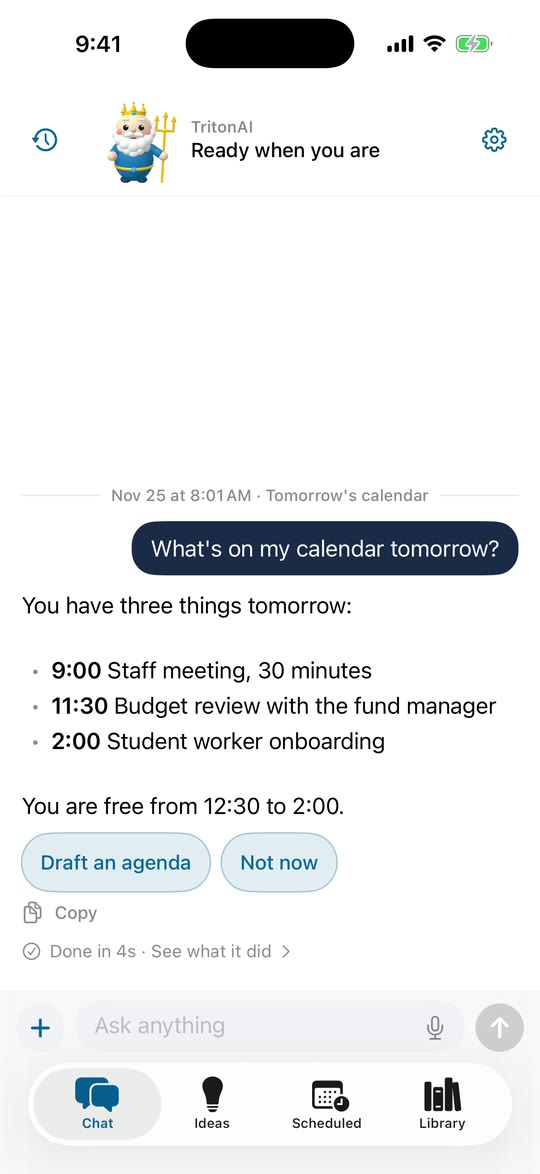 9:41
TritonAI
Ready when you are
Nov 25 at 8:01 AM · Tomorrow's calendar
What's on my calendar tomorrow?
You have three things tomorrow:
• 9:00 Staff meeting, 30 minutes
• 11:30 Budget review with the fund manager
• 2:00 Student worker onboarding
You are free from 12:30 to 2:00.
Draft an agenda
Not now
Copy
Done in 4s · See what it did
Ask anything
Chat
Ideas
Scheduled
Library